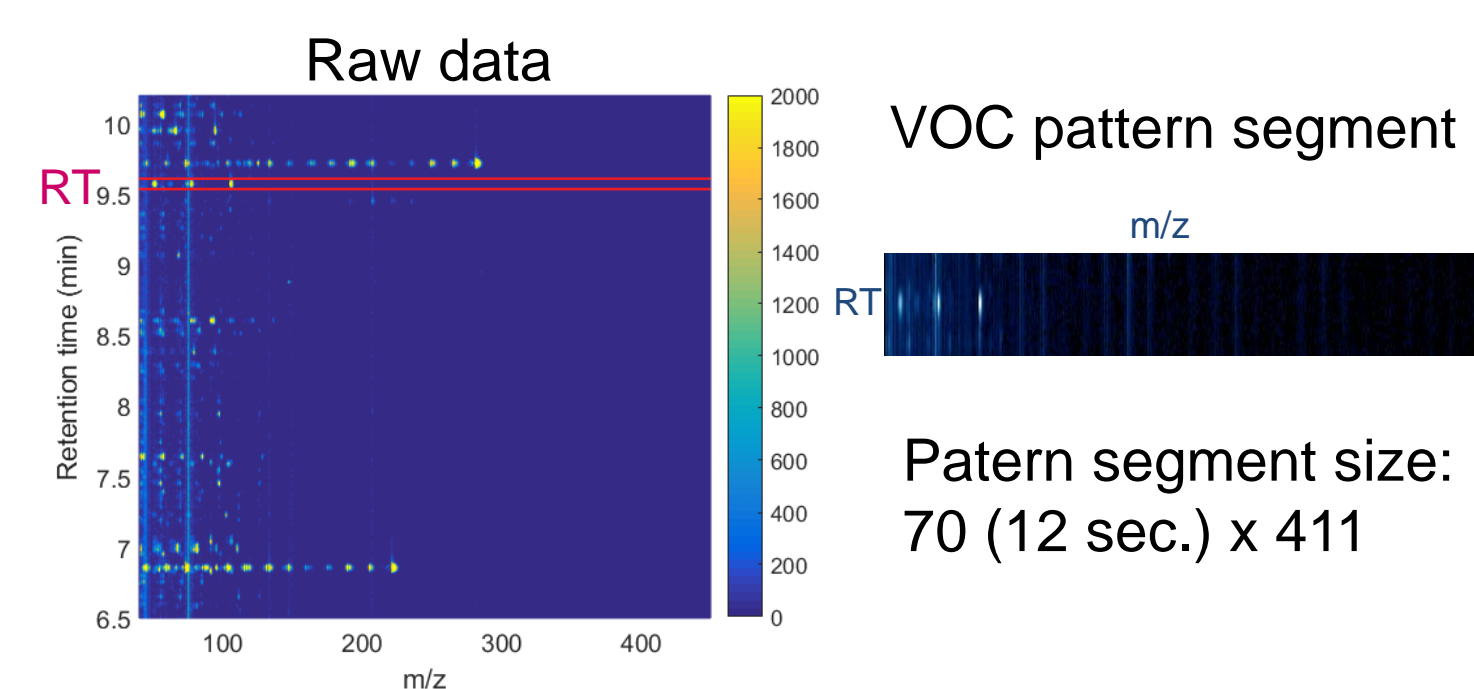 Raw data
RT
Retention time (min)
10
9.5
9
8.5
8
7.5
7
6.5
100 200 300 400
m/z
2000
1800
1600
1400
1200
1000
800
600
400
200
0
VOC pattern segment
m/z
RT
Patern segment size:
70 (12 sec.) x 411